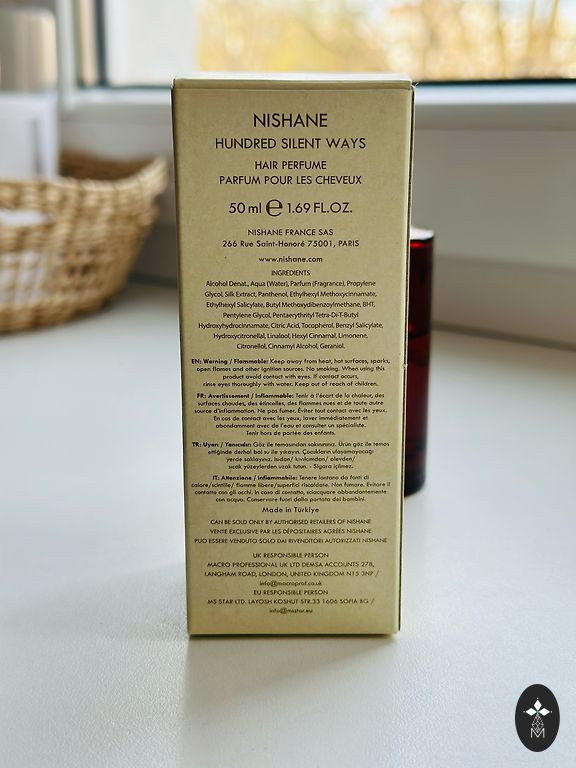 NISHANE
HUNDRED SILENT WAYS
HAIR PERFUME
PARFUM POUR LES CHEVEUX
50 ml ℮ 1.69 FL.OZ.
NISHANE FRANCE SAS
266 Rue Saint-Honoré 75001, PARIS
www.nishane.com
INGREDIENTS
Alcohol Denat., Aqua (Water), Parfum (Fragrance), Propylene
Glycol, Silk Extract, Panthenol, Ethylhexyl Methoxycinnamate,
Ethylhexyl Salicylate, Butyl Methoxydibenzoylmethane, BHT,
Pentylene Glycol, Pentaerythrityl Tetra-Di-T-Butyl
Hydroxyhydrocinnamate, Citric Acid, Tocopherol, Benzyl Salicylate,
Hydroxycitronellal, Linalool, Hexyl Cinnamal, Limonene,
Citronellol, Cinnamyl Alcohol, Geraniol.
EN: Warning / Flammable: Keep away from heat, hot surfaces, sparks,
open flames and other ignition sources. No smoking. When using this
product avoid contact with eyes. If contact occurs,
rinse eyes thoroughly with water. Keep out of reach of children.
FR: Avertissement / Inflammable: Tenir à l'écart de la chaleur, des
surfaces chaudes, des étincelles, des flammes nues et de toute autre
source d'inflammation. Ne pas fumer. Éviter tout contact avec les yeux.
En cas de contact avec les yeux, laver immédiatement et
abondamment avec de l'eau et consulter un spécialiste.
Tenir hors de portée des enfants.
TR: Uyarı / Yanıcıdır: Göz ile temasından sakınınız. Ürün göz ile temas
ettiğinde derhal bol su ile yıkayın. Çocukların ulaşamayacağı
yerde saklayınız. Isıdan/ kıvılcımdan/ alevden/
sıcak yüzeylerden uzak tutun. - Sigara içilmez.
IT: Attenzione / Infiammabile: Tenere lontano da fonti di
calore/scintille/ fiamme libere/superfici riscaldate. Non fumare. Evitare il
contatto con gli occhi. In caso di contatto, sciacquare abbondantemente
con acqua. Conservare fuori dalla portata dei bambini.
Made in Türkiye
CAN BE SOLD ONLY BY AUTHORISED RETAILERS OF NISHANE
VENTE EXCLUSIVE PAR LES DÉPOSITAIRES AGRÉÉS NISHANE
PUÒ ESSERE VENDUTO SOLO DAI RIVENDITORI AUTORIZZATI NISHANE
UK RESPONSIBLE PERSON
MACRO PROFESSIONAL UK LTD DEMSA ACCOUNTS 278,
LANGHAM ROAD, LONDON, UNITED KINGDOM N15 3NP /
info@macroprof.co.uk
EU RESPONSIBLE PERSON
MS STAR LTD. LAYOSH KOSHUT STR.33 1606 SOFIA BG /
info@msstar.eu
M